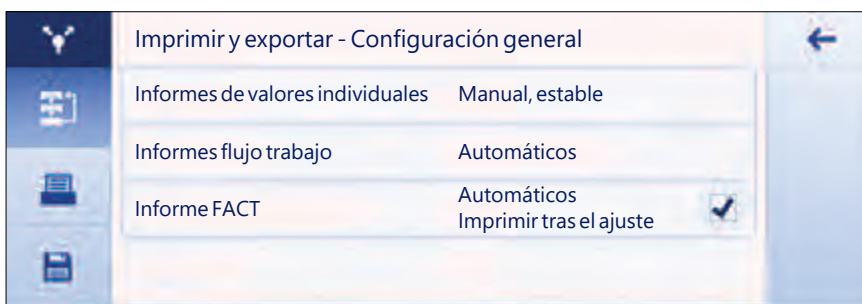 Imprimir y exportar - Configuración general
Informes de valores individuales Manual, estable
Informes flujo trabajo Automáticos
Informe FACT Automáticos
Imprimir tras el ajuste